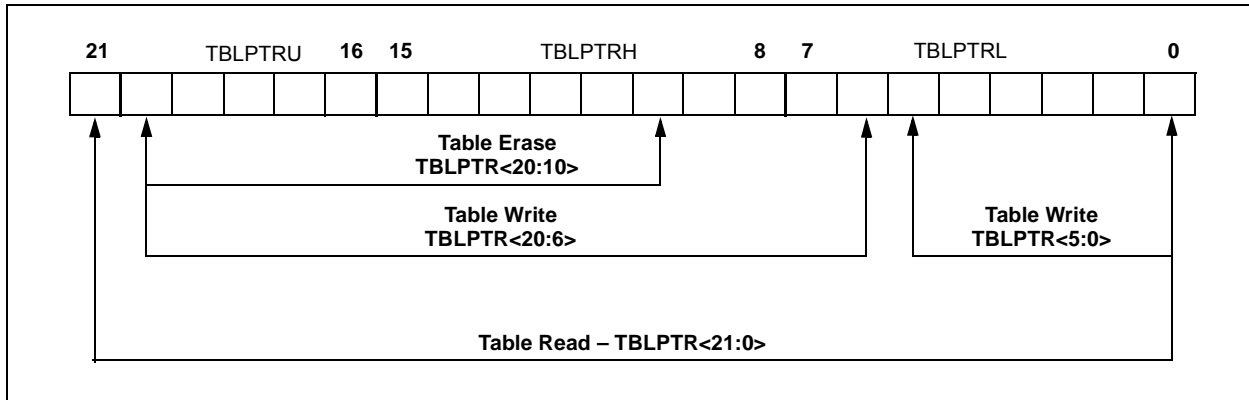 21 TBLPTRU 16 15 TBLPTRH 8 7 TBLPTRL 0
Table Erase
TBLPTR<20:10>
Table Write
TBLPTR<20:6>
Table Write
TBLPTR<5:0>
Table Read – TBLPTR<21:0>